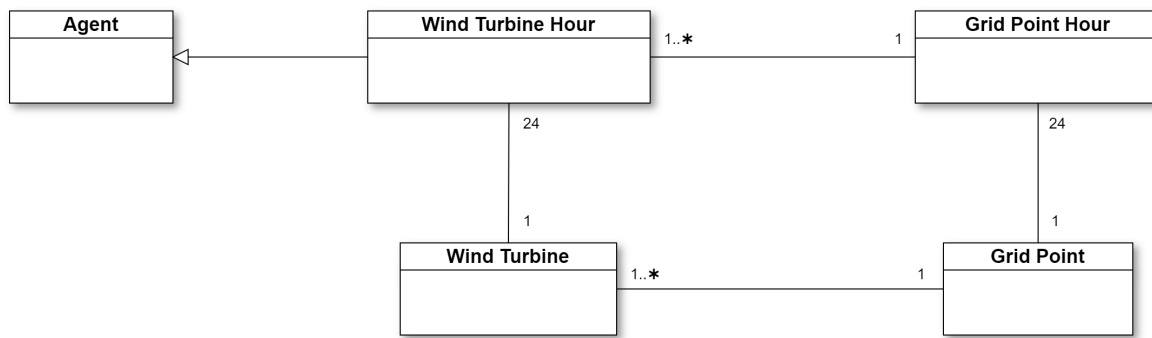 Agent
Wind Turbine Hour
Grid Point Hour
1..*
1
24
24
1
1
Wind Turbine
Grid Point
1..*
1